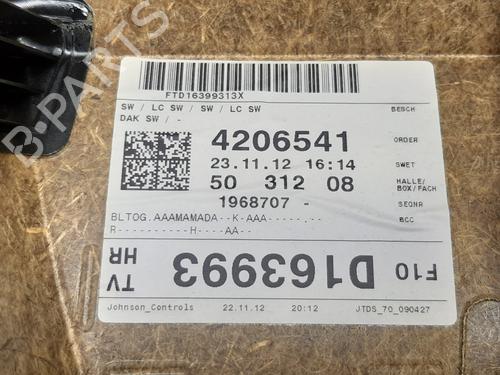 FTD16399313X
SW / LC SW / SW / LC SW BESCH
DAK SW / -
4206541 ORDER
23.11.12 16:14 SWET
50 312 08 HALLE/ BOX/FACH
1968707 - SEQNR
BLTOG.AAAMAMADA--K-AAA-----.-- BCC
R---------H----AA--
TV HR D163993 F10
Johnson_Controls 22.11.12 20:12 JTDS_70_090427
B-PARTS